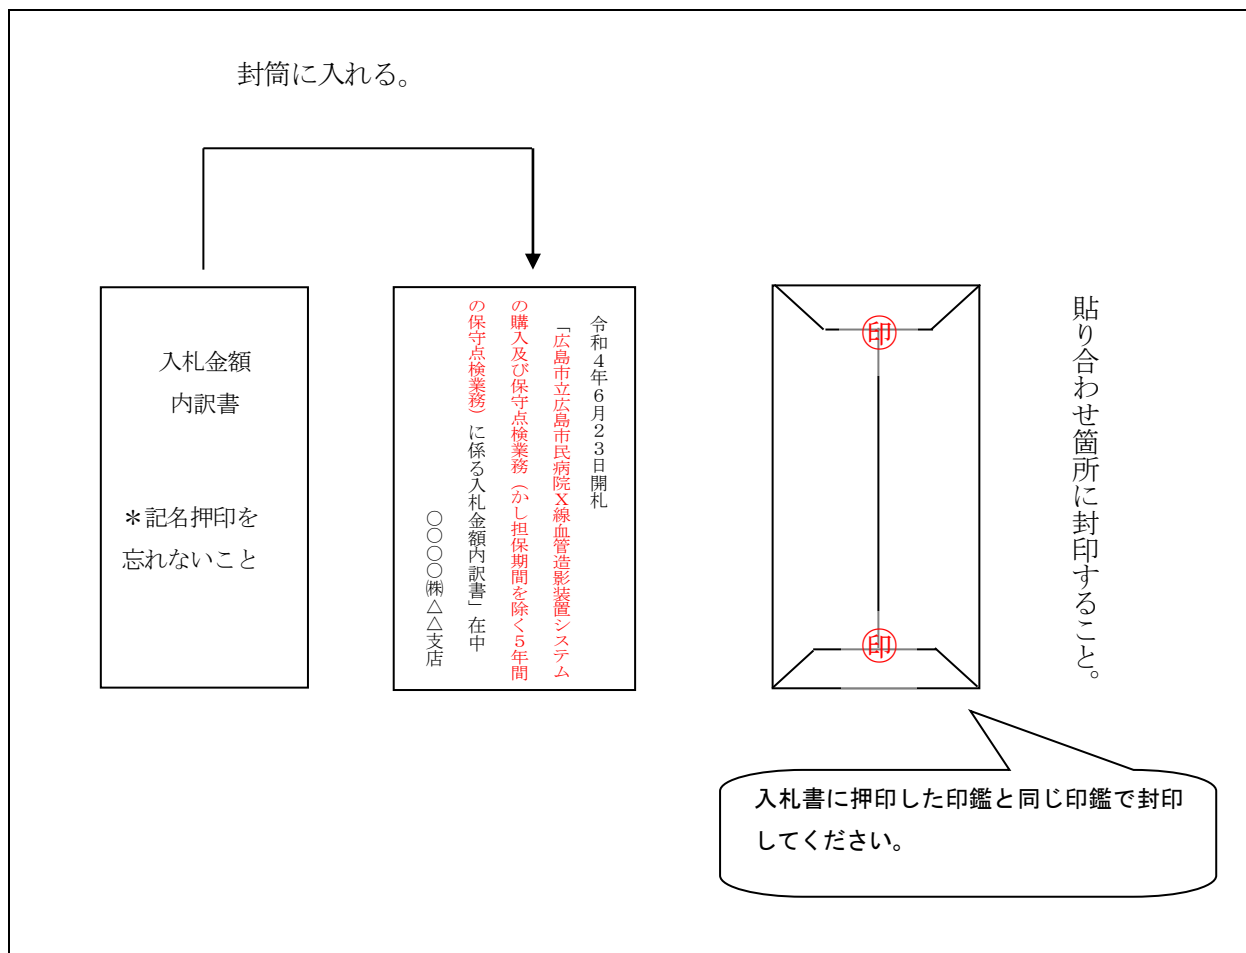 封筒に入れる。
入札金額
内訳書
＊記名押印を
忘れないこと
令和４年６月２３日開札
「広島市立広島市民病院Ｘ線血管造影装置システム
の購入及び保守点検業務（かし担保期間を除く５年間
の保守点検業務）に係る入札金額内訳書」在中
〇〇〇〇㈱△△支店
印
印
貼り合わせ箇所に封印すること。
入札書に押印した印鑑と同じ印鑑で封印
してください。